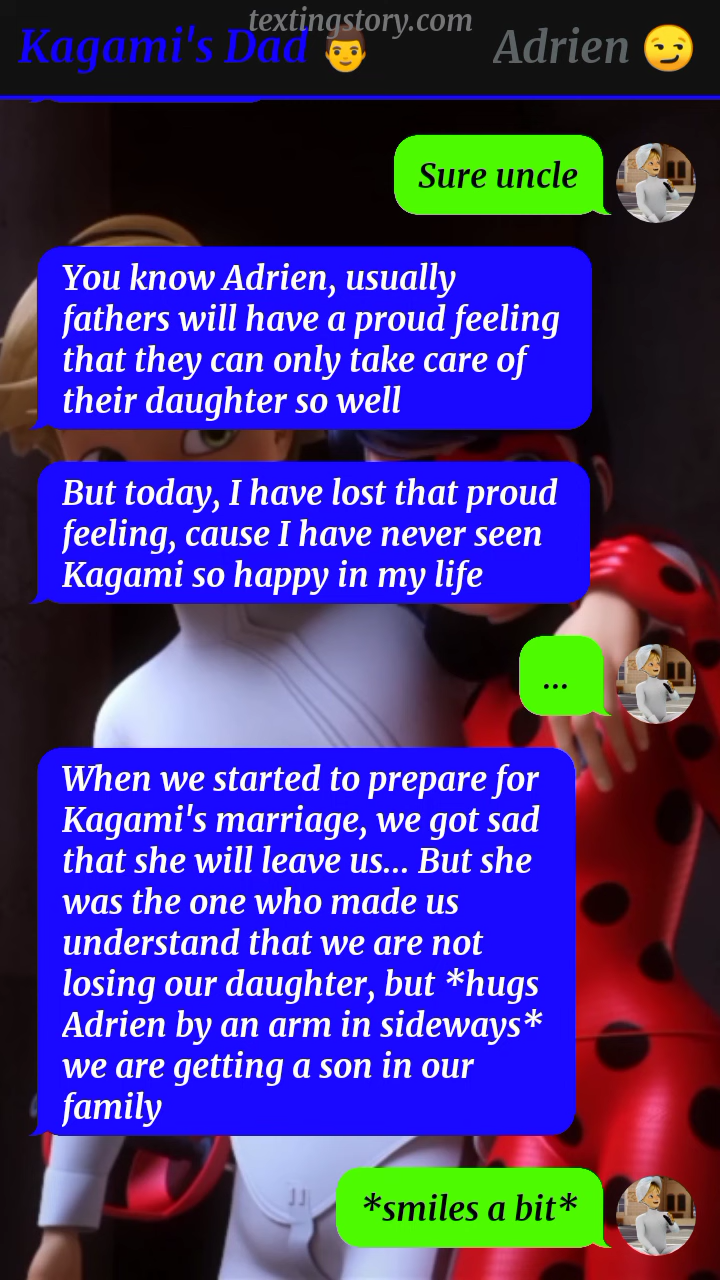 textingstory.com
Kagami's Dad 👨 Adrien 😏
Sure uncle
You know Adrien, usually
fathers will have a proud feeling
that they can only take care of
their daughter so well
But today, I have lost that proud
feeling, cause I have never seen
Kagami so happy in my life
...
When we started to prepare for
Kagami's marriage, we got sad
that she will leave us... But she
was the one who made us
understand that we are not
losing our daughter, but *hugs
Adrien by an arm in sideways*
we are getting a son in our
family
*smiles a bit*